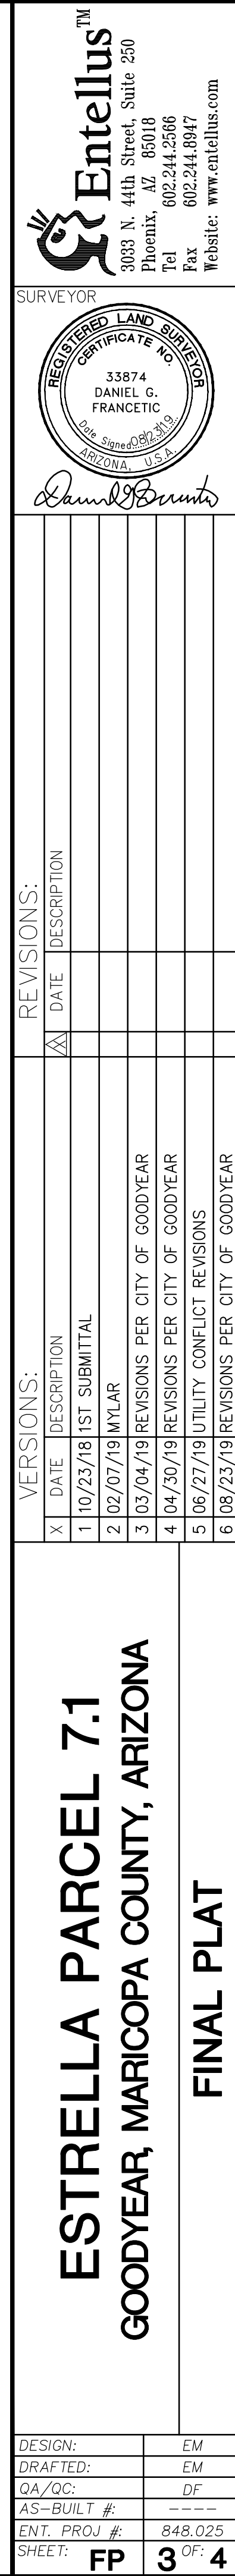 Entellus™
3033 N. 44th Street, Suite 250
Phoenix, AZ 85018
Tel 602.244.2566
Fax 602.244.8947
Website: www.entellus.com
SURVEYOR
REGISTERED LAND SURVEYOR
CERTIFICATE NO.
33874
DANIEL G.
FRANCETIC
Date Signed 08/23/19
ARIZONA, U.S.A.
REVISIONS:
X DATE DESCRIPTION
VERSIONS:
X DATE DESCRIPTION
1 10/23/18 1ST SUBMITTAL
2 02/07/19 MYLAR
3 03/04/19 REVISIONS PER CITY OF GOODYEAR
4 04/30/19 REVISIONS PER CITY OF GOODYEAR
5 06/27/19 UTILITY CONFLICT REVISIONS
6 08/23/19 REVISIONS PER CITY OF GOODYEAR
ESTRELLA PARCEL 7.1
GOODYEAR, MARICOPA COUNTY, ARIZONA
FINAL PLAT
DESIGN: EM
DRAFTED: EM
QA/QC: DF
AS-BUILT #: ----
ENT. PROJ #: 848.025
SHEET: FP 3 OF: 4